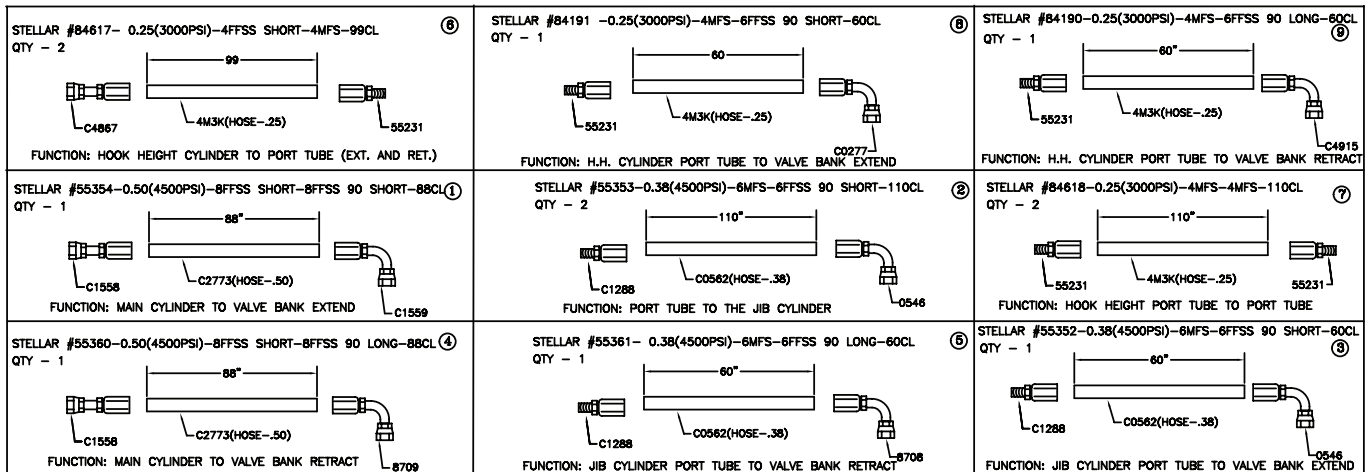 STELLAR #84617- 0.25(3000PSI)-4FFSS SHORT-4MFS-99CL
6
QTY - 2
99
C4867
4M3K(HOSE-.25)
55231
FUNCTION: HOOK HEIGHT CYLINDER TO PORT TUBE (EXT. AND RET.)
STELLAR #84191 -0.25(3000PSI)-4MFS-6FFSS 90 SHORT-60CL
8
QTY - 1
60
55231
4M3K(HOSE-.25)
C0277
FUNCTION: H.H. CYLINDER PORT TUBE TO VALVE BANK EXTEND
STELLAR #84190-0.25(3000PSI)-4MFS-6FFSS 90 LONG-60CL
9
QTY - 1
60"
55231
4M3K(HOSE-.25)
C4915
FUNCTION: H.H. CYLINDER PORT TUBE TO VALVE BANK RETRACT
STELLAR #55354-0.50(4500PSI)-8FFSS SHORT-8FFSS 90 SHORT-88CL
1
QTY - 1
88"
C1558
C2773(HOSE-.50)
C1559
FUNCTION: MAIN CYLINDER TO VALVE BANK EXTEND
STELLAR #55353-0.38(4500PSI)-6MFS-6FFSS 90 SHORT-110CL
2
QTY - 2
110"
C1288
C0562(HOSE-.38)
0546
FUNCTION: PORT TUBE TO THE JIB CYLINDER
STELLAR #84618-0.25(3000PSI)-4MFS-4MFS-110CL
7
QTY - 2
110"
55231
4M3K(HOSE-.25)
55231
FUNCTION: HOOK HEIGHT PORT TUBE TO PORT TUBE
STELLAR #55360-0.50(4500PSI)-8FFSS SHORT-8FFSS 90 LONG-88CL
4
QTY - 1
88"
C1558
C2773(HOSE-.50)
8709
FUNCTION: MAIN CYLINDER TO VALVE BANK RETRACT
STELLAR #55361- 0.38(4500PSI)-6MFS-6FFSS 90 LONG-60CL
5
QTY - 1
60"
C1288
C0562(HOSE-.38)
8708
FUNCTION: JIB CYLINDER PORT TUBE TO VALVE BANK RETRACT
STELLAR #55352-0.38(4500PSI)-6MFS-6FFSS 90 SHORT-60CL
3
QTY - 1
60"
C1288
C0562(HOSE-.38)
0546
FUNCTION: JIB CYLINDER PORT TUBE TO VALVE BANK EXTEND